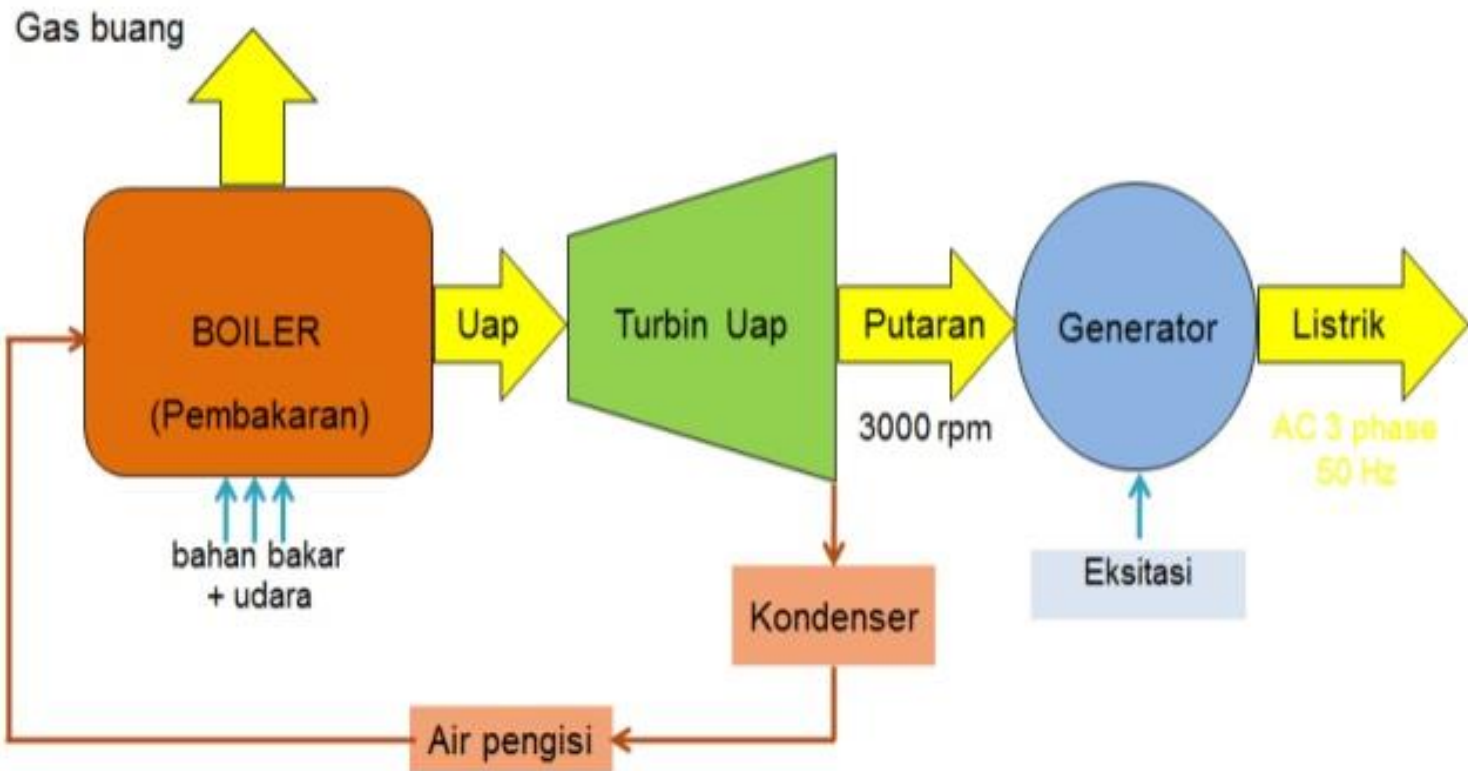 Gas buang
BOILER
(Pembakaran)
Uap
Turbin Uap
Putaran
3000 rpm
Generator
Listrik
AC 3 phase
50 Hz
bahan bakar
+ udara
Eksitasi
Kondenser
Air pengisi